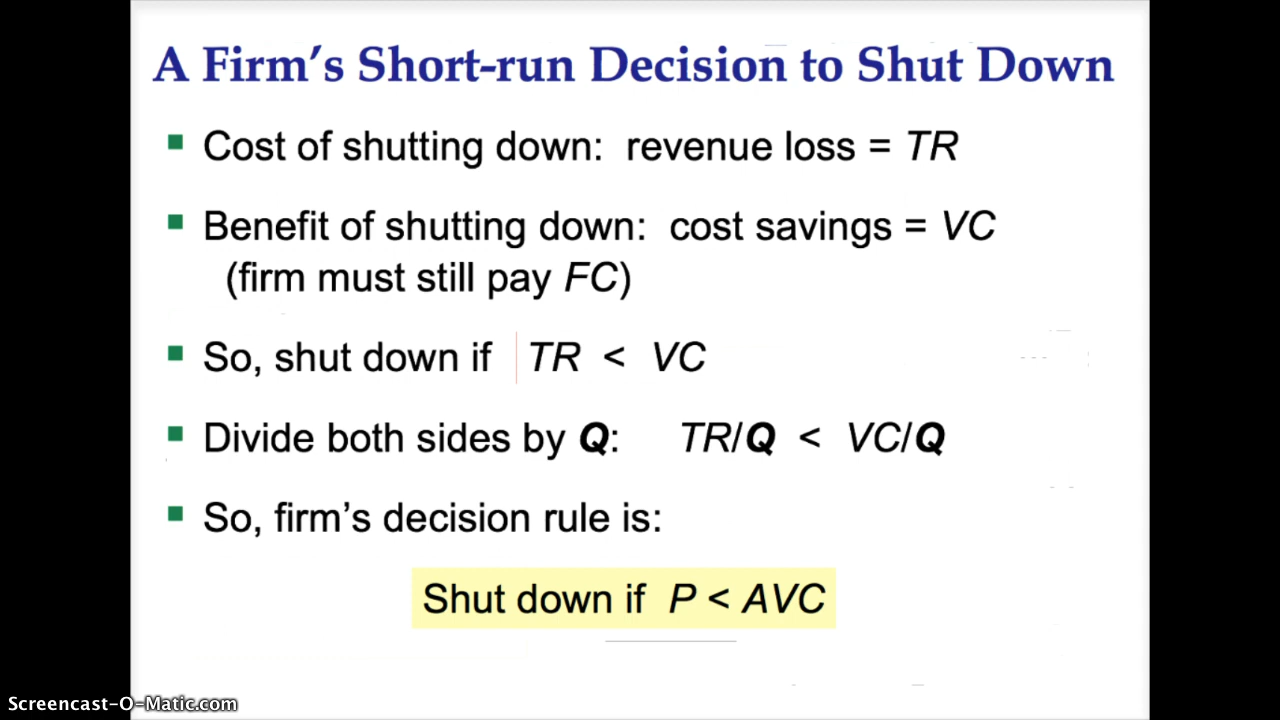 A Firm's Short-run Decision to Shut Down
Cost of shutting down: revenue loss = TR
Benefit of shutting down: cost savings = VC
(firm must still pay FC)
So, shut down if TR < VC
Divide both sides by Q: TR/Q < VC/Q
So, firm's decision rule is:
Shut down if P < AVC
Screencast-O-Matic.com